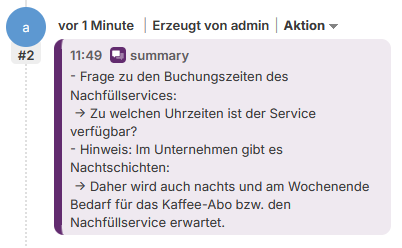 a
vor 1 Minute | Erzeugt von admin | Aktion
#2
11:49 summary
- Frage zu den Buchungszeiten des
Nachfüllservices:
→ Zu welchen Uhrzeiten ist der Service
verfügbar?
- Hinweis: Im Unternehmen gibt es
Nachtschichten:
→ Daher wird auch nachts und am Wochenende
Bedarf für das Kaffee-Abo bzw. den
Nachfüllservice erwartet.